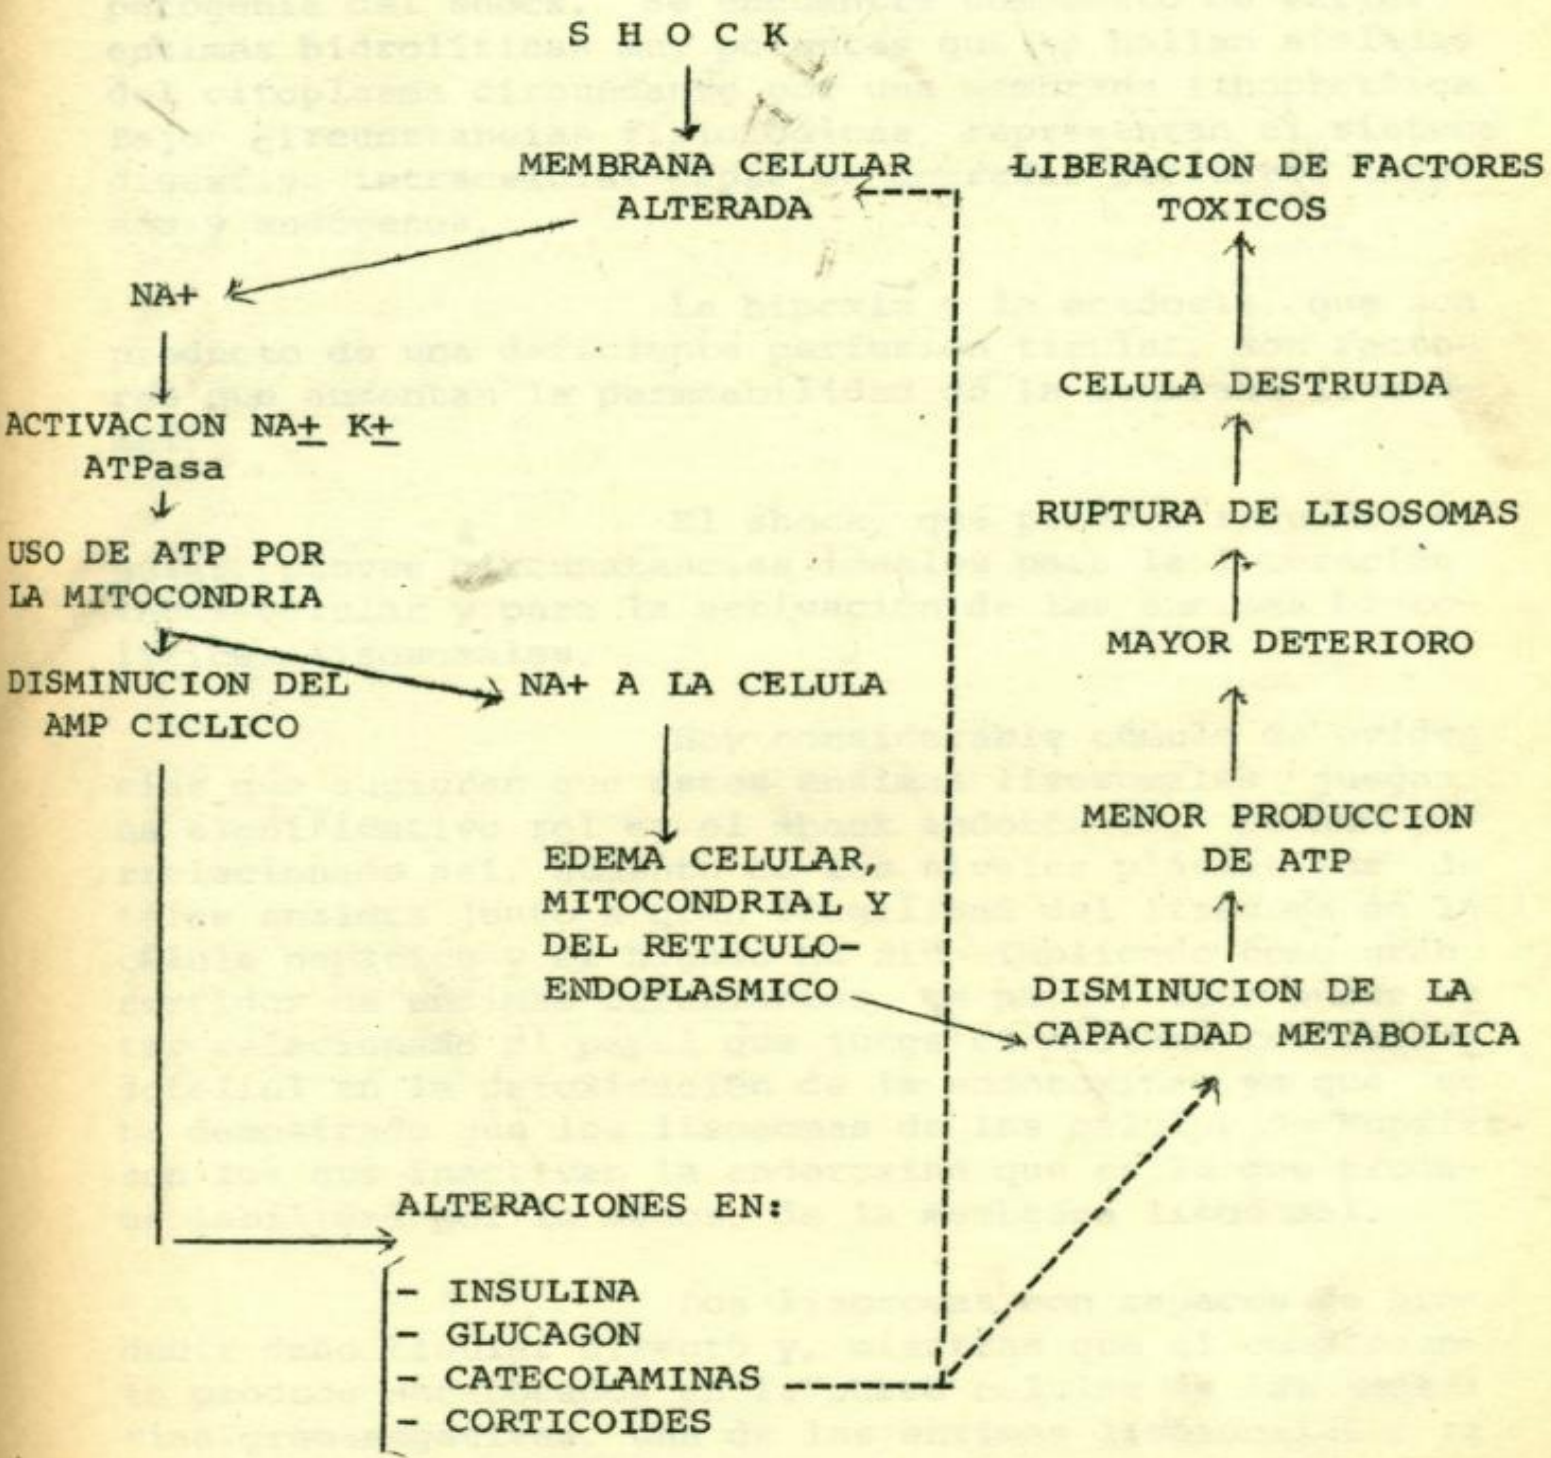 S H O C K
MEMBRANA CELULAR
ALTERADA
NA+
ACTIVACION NA+ K+
ATPasa
USO DE ATP POR
LA MITOCONDRIA
DISMINUCION DEL
AMP CICLICO
NA+ A LA CELULA
EDEMA CELULAR,
MITOCONDRIAL Y
DEL RETICULO-
ENDOPLASMICO
ALTERACIONES EN:
- INSULINA
- GLUCAGON
- CATECOLAMINAS
- CORTICOIDES
LIBERACION DE FACTORES
TOXICOS
CELULA DESTRUIDA
RUPTURA DE LISOSOMAS
MAYOR DETERIORO
MENOR PRODUCCION
DE ATP
DISMINUCION DE LA
CAPACIDAD METABOLICA